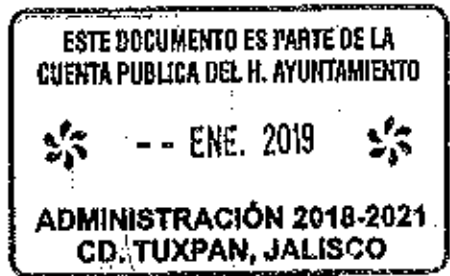 ESTE DOCUMENTO ES PARTE DE LA
CUENTA PUBLICA DEL H. AYUNTAMIENTO
-- ENE. 2019
ADMINISTRACIÓN 2018-2021
CD. TUXPAN, JALISCO